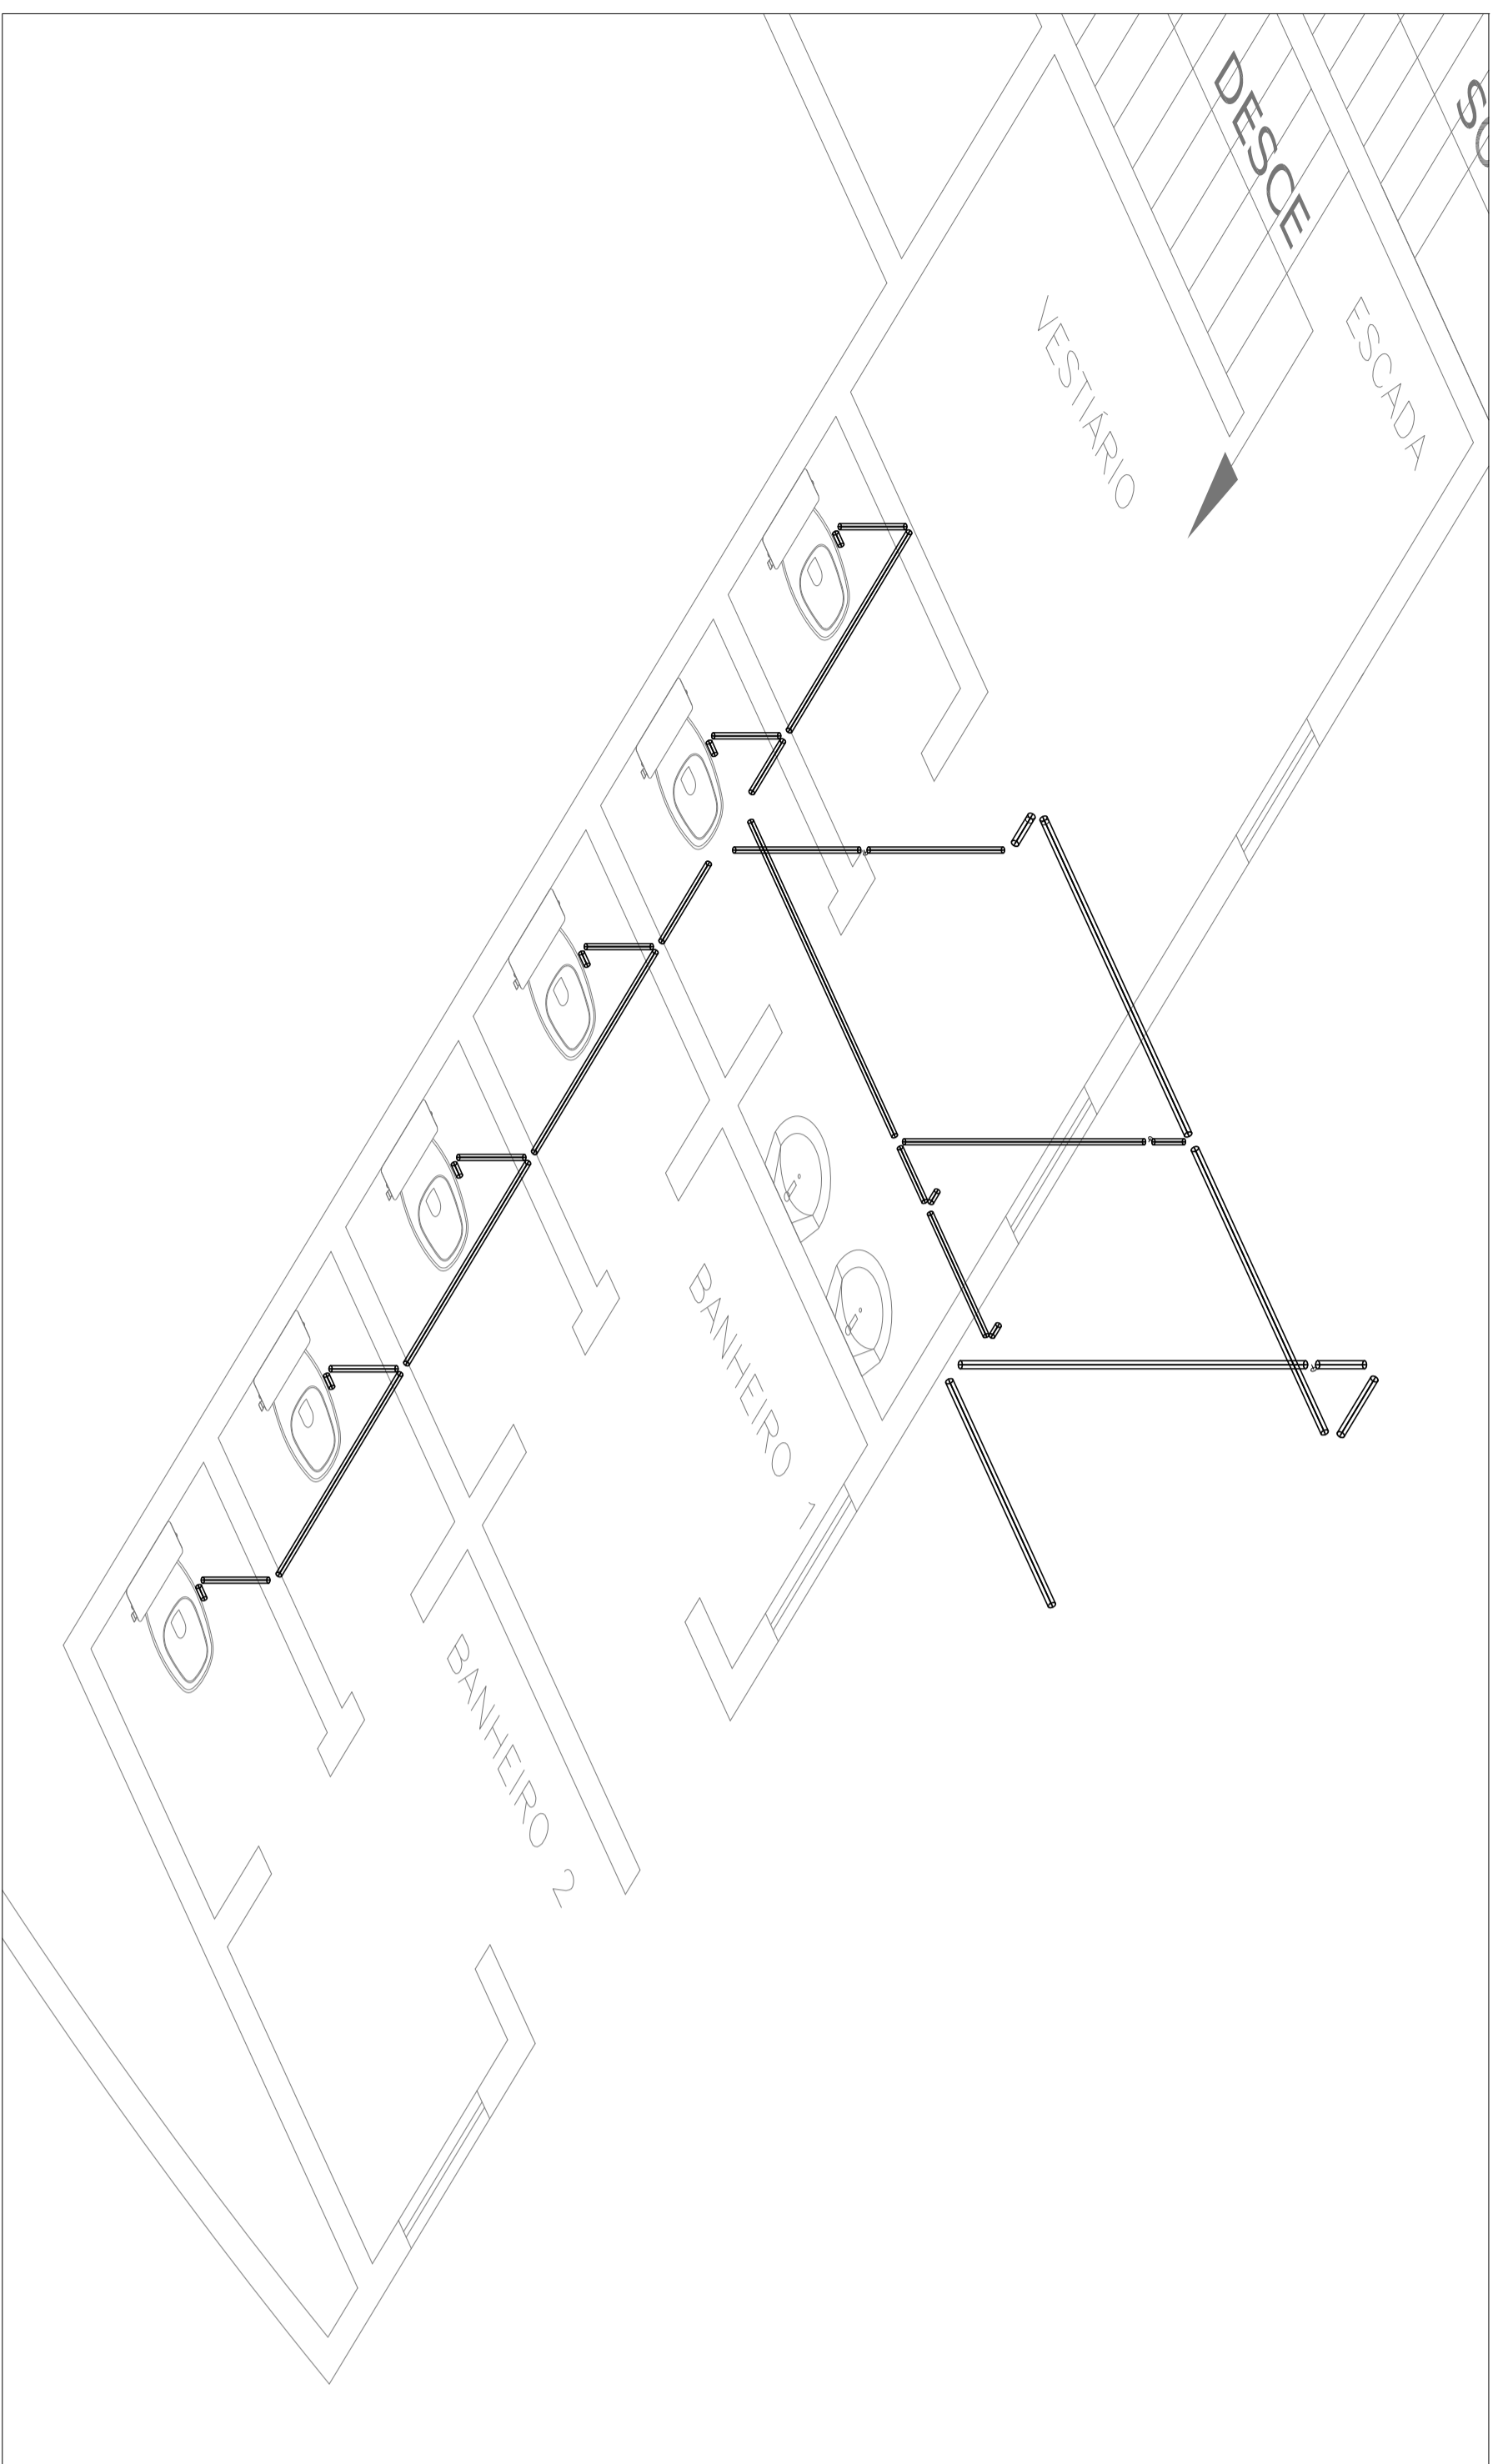 DESCE
ESCADA
VESTIÁRIO
BANHEIRO 1
BANHEIRO 2